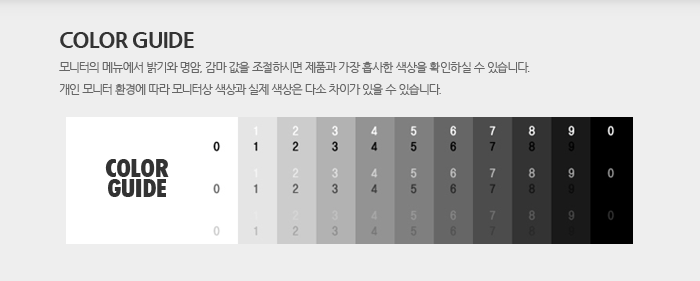 COLOR GUIDE
모니터의 메뉴에서 밝기와 명암, 감마 값을 조절하시면 제품과 가장 흡사한 색상을 확인하실 수 있습니다.
개인 모니터 환경에 따라 모니터상 색상과 실제 색상은 다소 차이가 있을 수 있습니다.
COLOR
GUIDE
1 2 3 4 5 6 7 8 9 0
0 1 2 3 4 5 6 7 8 9
1 2 3 4 5 6 7 8 9 0
0 1 2 3 4 5 6 7 8 9
1 2 3 4 5 6 7 8 9 0
0 1 2 3 4 5 6 7 8 9